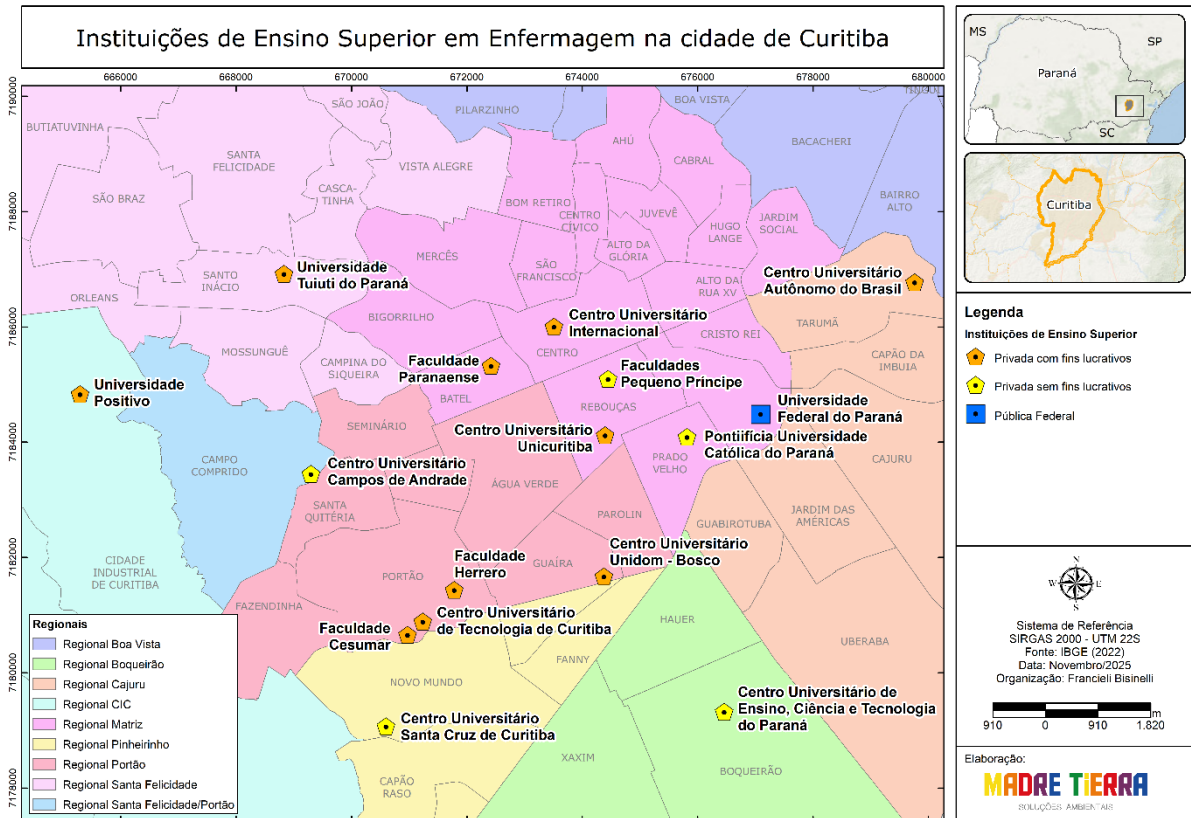 Instituições de Ensino Superior em Enfermagem na cidade de Curitiba
666000
668000
670000
672000
674000
676000
678000
680000
7190000
7188000
7186000
7184000
7182000
7180000
7178000
BUTIATUVINHA
SÃO JOÃO
PILARZINHO
BOA VISTA
SANTA
FELICIDADE
VISTA ALEGRE
AHÚ
BACACHERI
CABRAL
SÃO BRAZ
CASCA-
TINHA
BOM RETIRO
CENTRO
CÍVICO
JUVEVÊ
HUGO
LANGE
JARDIM
SOCIAL
BAIRRO
ALTO
MERCÊS
ALTO DA
GLÓRIA
SÃO
FRANCISCO
SANTO
INÁCIO
Universidade
Tuiuti do Paraná
ALTO DA
RUA XV
Centro Universitário
Autônomo do Brasil
ORLEANS
BIGORRILHO
Centro Universitário
Internacional
CRISTO REI
TARUMÃ
MOSSUNGUÊ
CAMPINA DO
SIQUEIRA
CENTRO
CAPÃO DA
IMBUIA
Faculdade
Paranaense
Faculdades
Pequeno Príncipe
Universidade
Positivo
BATEL
REBOUÇAS
Universidade
Federal do Paraná
SEMINÁRIO
Centro Universitário
Unicuritiba
Pontiifícia Universidade
Católica do Paraná
CAMPO
COMPRIDO
Centro Universitário
Campos de Andrade
PRADO
VELHO
CAJURU
ÁGUA VERDE
SANTA
QUITÉRIA
PAROLIN
GUABIROTUBA
JARDIM DAS
AMÉRICAS
CIDADE
INDUSTRIAL
DE CURITIBA
Faculdade
Herrero
GUAÍRA
Centro Universitário
Unidom - Bosco
PORTÃO
FAZENDINHA
HAUER
UBERABA
Faculdade
Cesumar
Centro Universitário
de Tecnologia de Curitiba
FANNY
NOVO MUNDO
Centro Universitário
Santa Cruz de Curitiba
Centro Universitário de
Ensino, Ciência e Tecnologia
do Paraná
XAXIM
BOQUEIRÃO
CAPÃO
RASO
Regionais
Regional Boa Vista
Regional Boqueirão
Regional Cajuru
Regional CIC
Regional Matriz
Regional Pinheirinho
Regional Portão
Regional Santa Felicidade
Regional Santa Felicidade/Portão
MS
SP
Paraná
SC
Curitiba
Legenda
Instituições de Ensino Superior
Privada com fins lucrativos
Privada sem fins lucrativos
Pública Federal
N
W E
S
Sistema de Referência
SIRGAS 2000 - UTM 22S
Fonte: IBGE (2022)
Data: Novembro/2025
Organização: Francieli Bisinelli
910 0 910 1.820
m
Elaboração:
MADRE TIERRA
SOLUÇÕES AMBIENTAIS